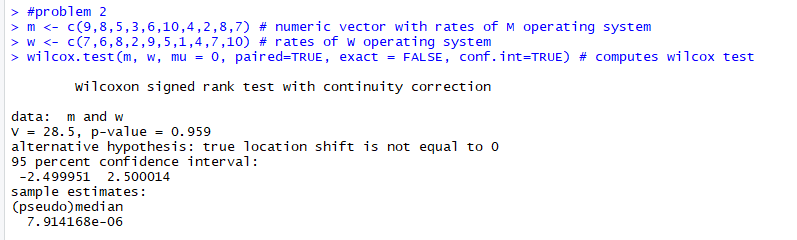 > #problem 2
> m <- c(9,8,5,3,6,10,4,2,8,7) # numeric vector with rates of M operating system
> w <- c(7,6,8,2,9,5,1,4,7,10) # rates of W operating system
> wilcox.test(m, w, mu = 0, paired=TRUE, exact = FALSE, conf.int=TRUE) # computes wilcox test
Wilcoxon signed rank test with continuity correction
data:  m and w
V = 28.5, p-value = 0.959
alternative hypothesis: true location shift is not equal to 0
95 percent confidence interval:
 -2.499951  2.500014
sample estimates:
(pseudo)median
  7.914168e-06